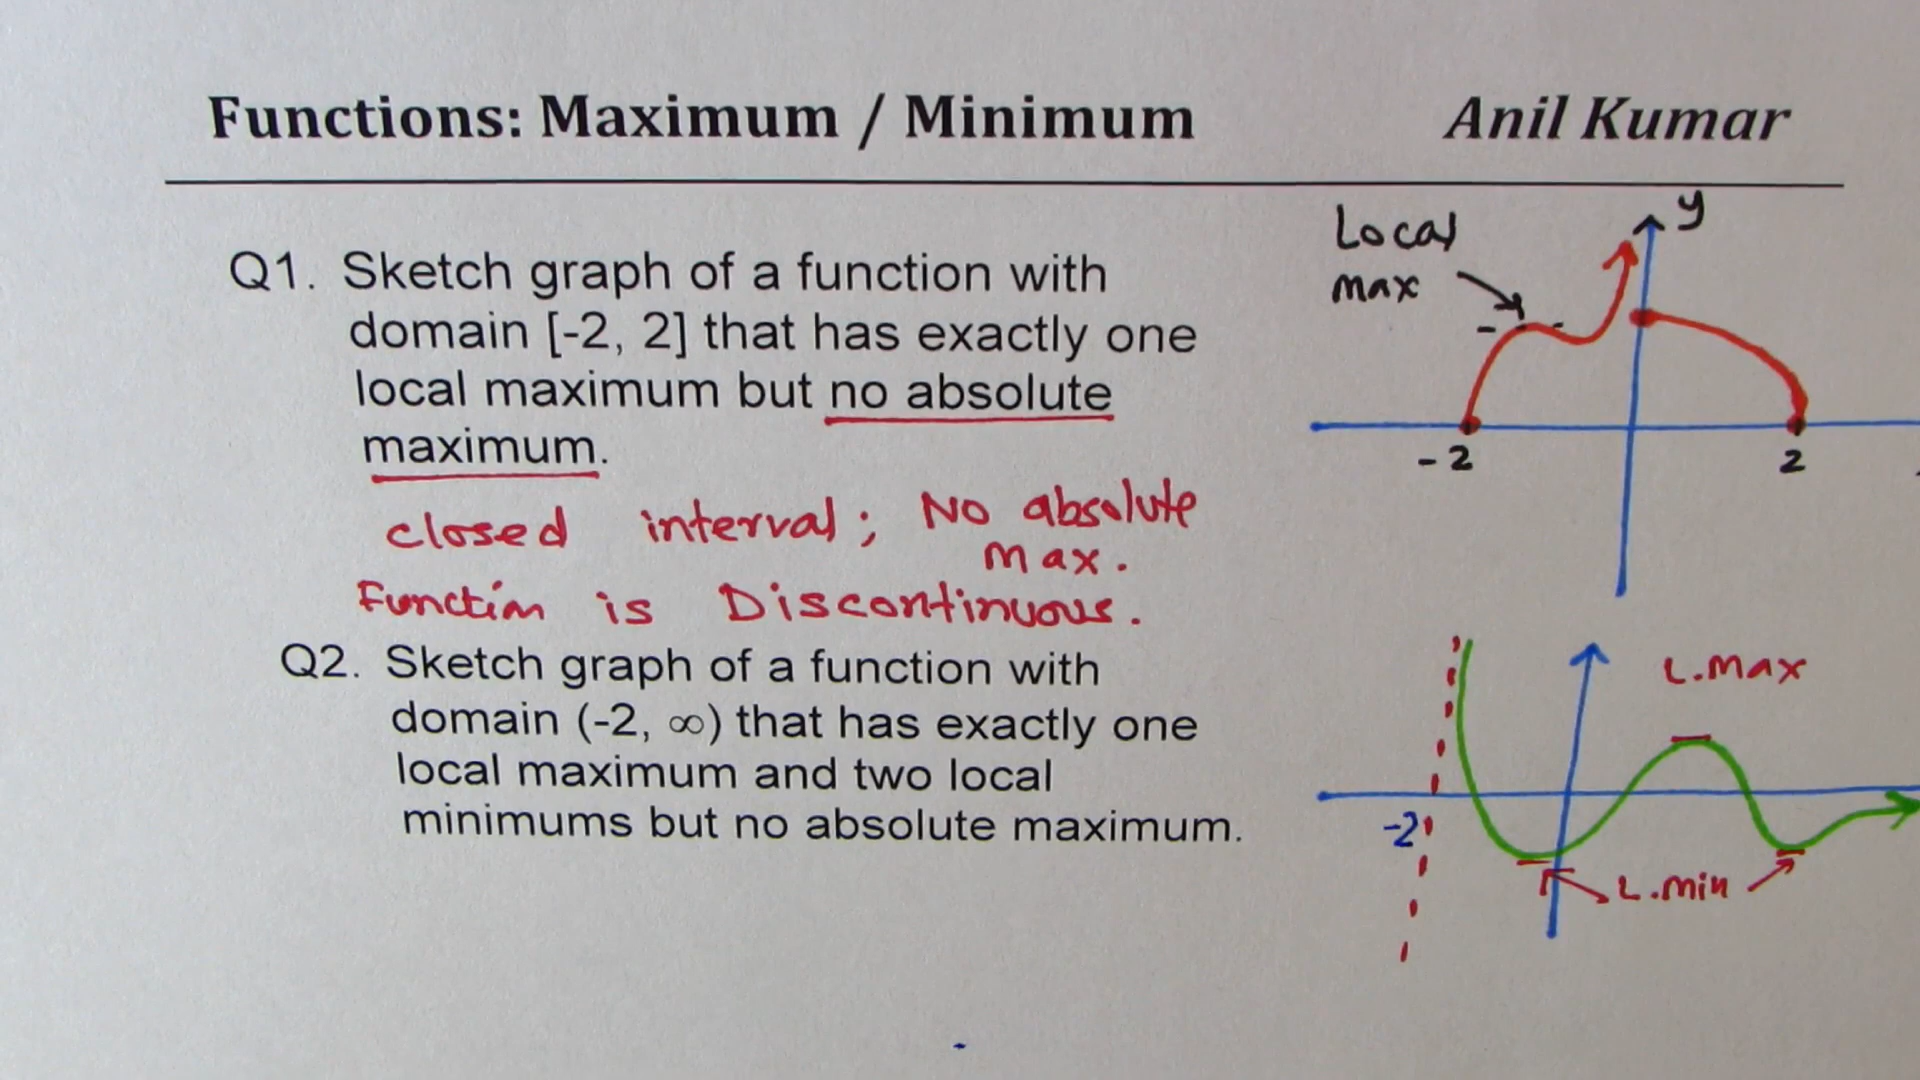 Functions: Maximum / Minimum
Anil Kumar
Q1. Sketch graph of a function with
domain [-2, 2] that has exactly one
local maximum but no absolute
maximum.
closed interval; No absolute
max.
Function is Discontinuous.
Local
max
y
-2
2
Q2. Sketch graph of a function with
domain (-2, ∞) that has exactly one
local maximum and two local
minimums but no absolute maximum.
L.max
-2
L.min